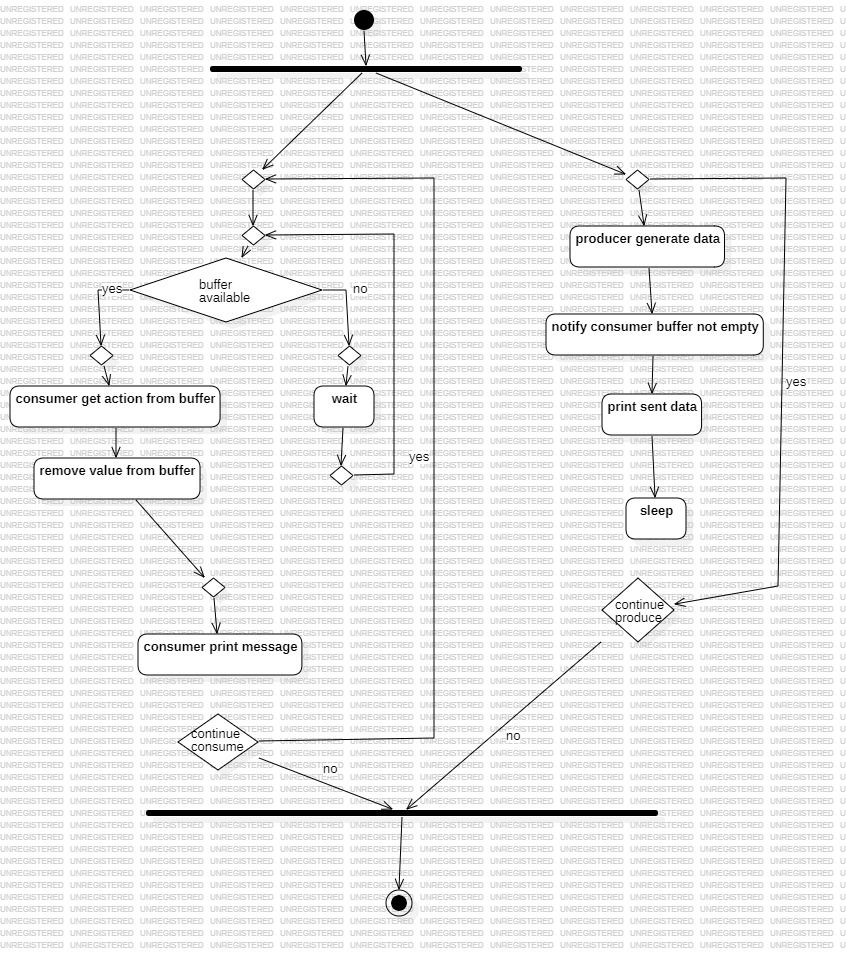 buffer
available
yes
no
producer generate data
notify consumer buffer not empty
consumer get action from buffer
wait
print sent data
yes
yes
remove value from buffer
sleep
continue
produce
consumer print message
continue
consume
no
no
UNREGISTERED